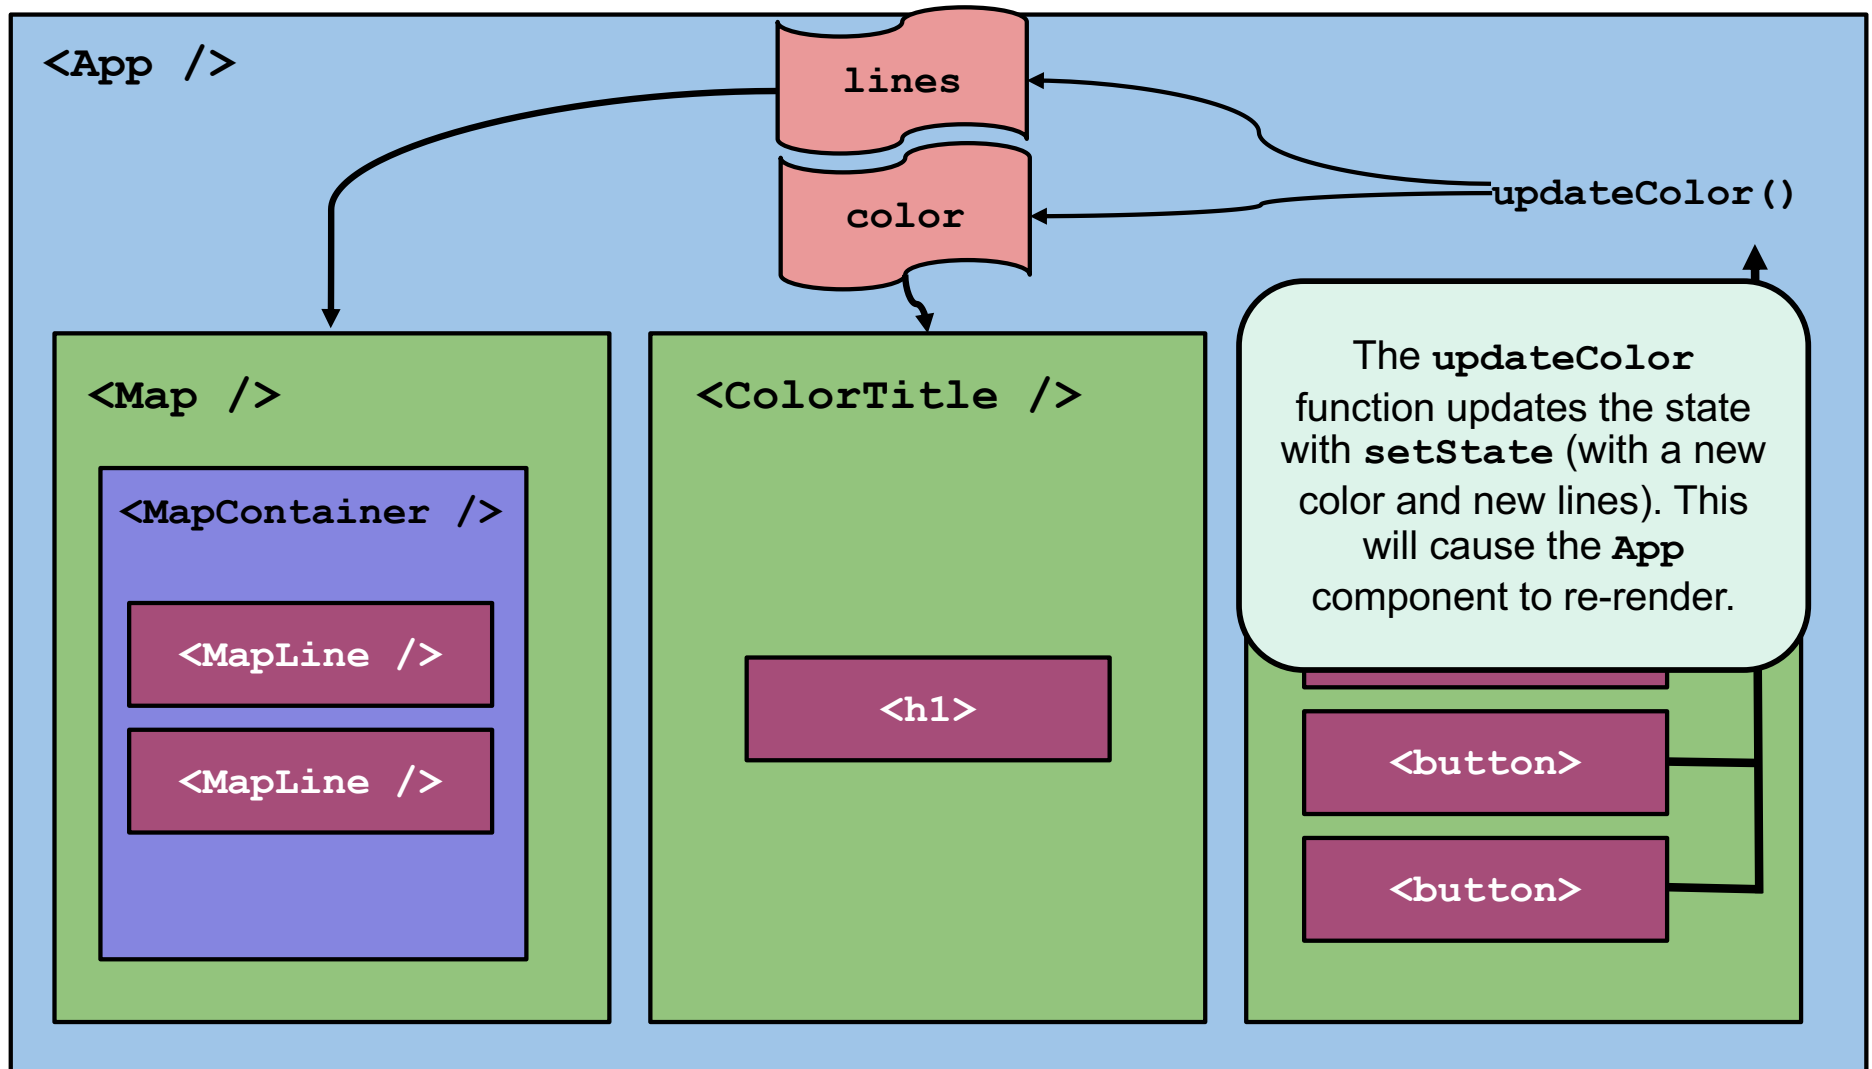 <App />
lines
color
updateColor()
<Map />
<MapContainer />
<MapLine />
<MapLine />
<ColorTitle />
<h1>
The updateColor
function updates the state
with setState (with a new
color and new lines). This
will cause the App
component to re-render.
<button>
<button>